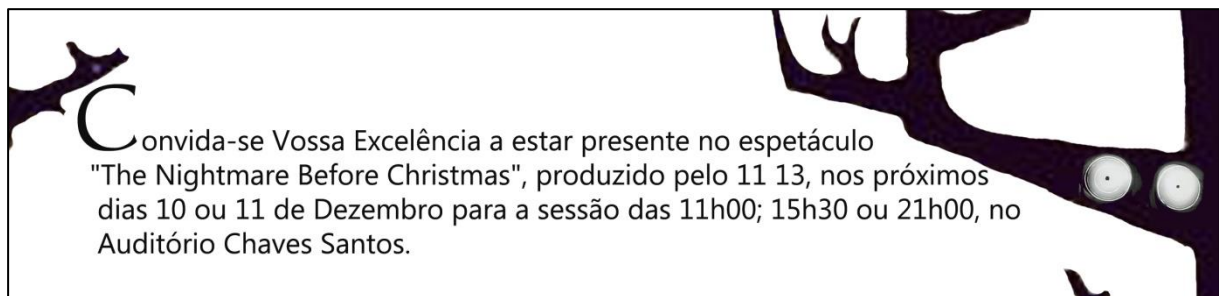 Convida-se Vossa Excelência a estar presente no espetáculo
"The Nightmare Before Christmas", produzido pelo 11 13, nos próximos
dias 10 ou 11 de Dezembro para a sessão das 11h00; 15h30 ou 21h00, no
Auditório Chaves Santos.